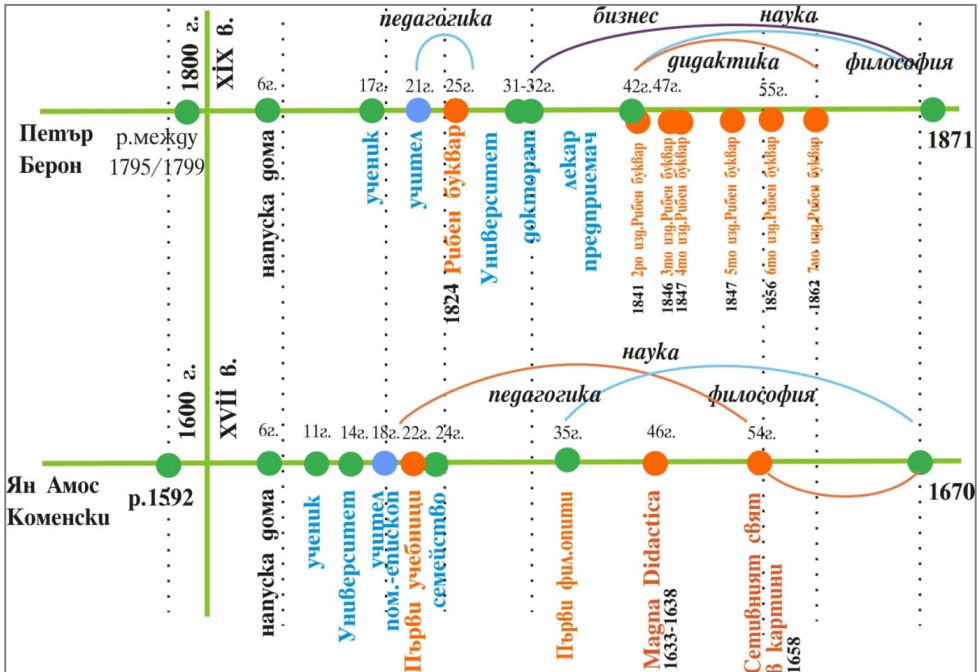 1800 г.
XIX в.
педагогика
бизнес
наука
дидактика
философия
6г.
17г.
21г.
25г.
31-32г.
42г.
47г.
55г.
Петър
Берон
р.между
1795/1799
1871
напуска дома
ученик
учител
1824 Рибен буквар
Университет
докторат
лекар
предприемач
1841 2ро изд.Рибен буквар
1846 3то изд.Рибен буквар
1847 4то изд.Рибен буквар
1847 5то изд.Рибен буквар
1856 6то изд.Рибен буквар
1862 7мо изд.Рибен буквар
1600 г.
XVII в.
наука
педагогика
философия
6г.
11г.
14г.
18г.
22г.
24г.
35г.
46г.
54г.
Ян Амос
Коменски
р.1592
1670
напуска дома
ученик
Университет
учител
пом.-епископ
Първи учебници
семейство
Първи фил.опити
Magna Didactica
1633-1638
Сетивният свят
в картини
1658